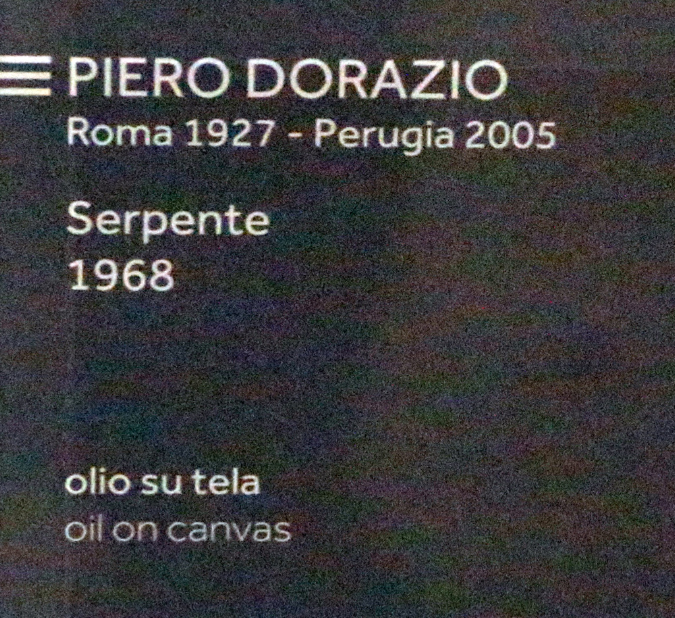 PIERO DORAZIO
Roma 1927 - Perugia 2005
Serpente
1968
olio su tela
oil on canvas